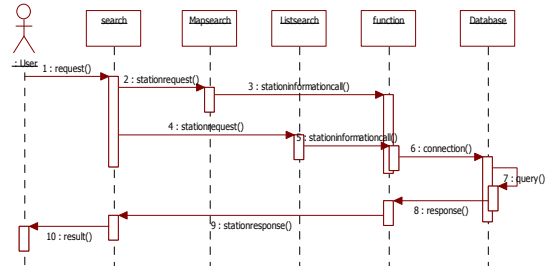 search
Mapsearch
Listsearch
function
Database
: User
1 : request()
2 : stationrequest()
3 : stationinformationcall()
4 : stationrequest()
5 : stationinformationcall()
6 : connection()
7 : query()
8 : response()
9 : stationresponse()
10 : result()